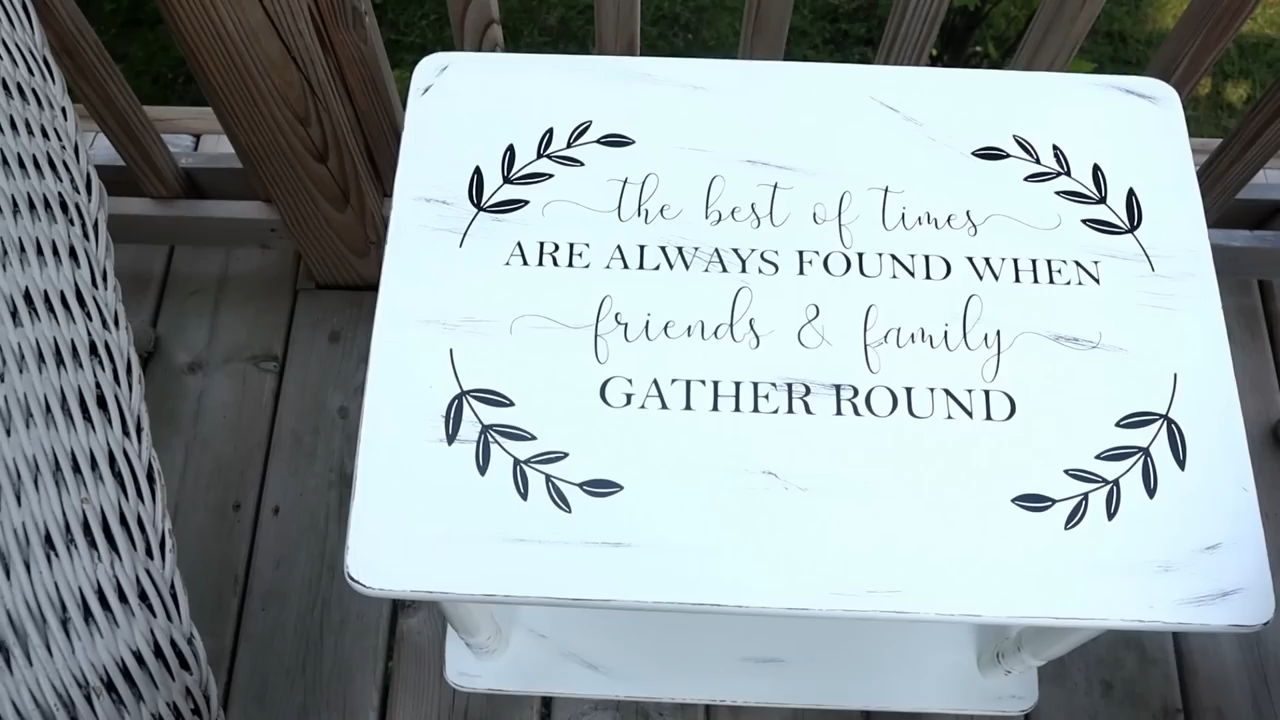 the best of times
ARE ALWAYS FOUND WHEN
friends & family
GATHER ROUND